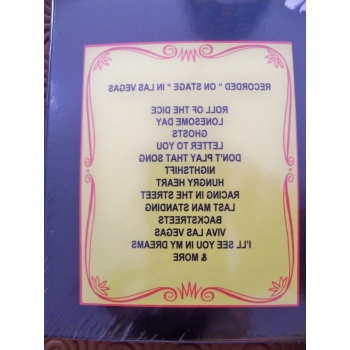 RECORDED " ON STAGE " IN LAS VEGAS
ROLL OF THE DICE
LONESOME DAY
GHOSTS
LETTER TO YOU
DON'T PLAY THAT SONG
NIGHTSHIFT
HUNGRY HEART
RACING IN THE STREET
LAST MAN STANDING
BACKSTREETS
VIVA LAS VEGAS
I'LL SEE YOU IN MY DREAMS
& MORE